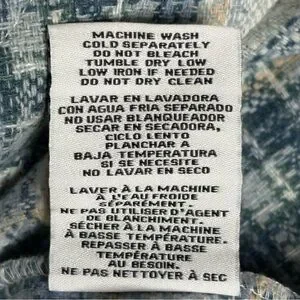 MACHINE WASH
COLD SEPARATELY
DO NOT BLEACH
TUMBLE DRY LOW
LOW IRON IF NEEDED
DO NOT DRY CLEAN
LAVAR EN LAVADORA
CON AGUA FRIA SEPARADO
NO USAR BLANQUEADOR
SECAR EN SECADORA,
CICLO LENTO
PLANCHAR A
BAJA TEMPERATURA
SI SE NECESITE
NO LAVAR EN SECO
LAVER À LA MACHINE
À L'EAU FROIDE
SÉPARÉMENT.
NE PAS UTILISER D'AGENT
DE BLANCHIMENT.
SÉCHER À LA MACHINE
À BASSE TEMPÉRATURE.
REPASSER À BASSE
TEMPÉRATURE
AU BESOIN.
NE PAS NETTOYER À SEC